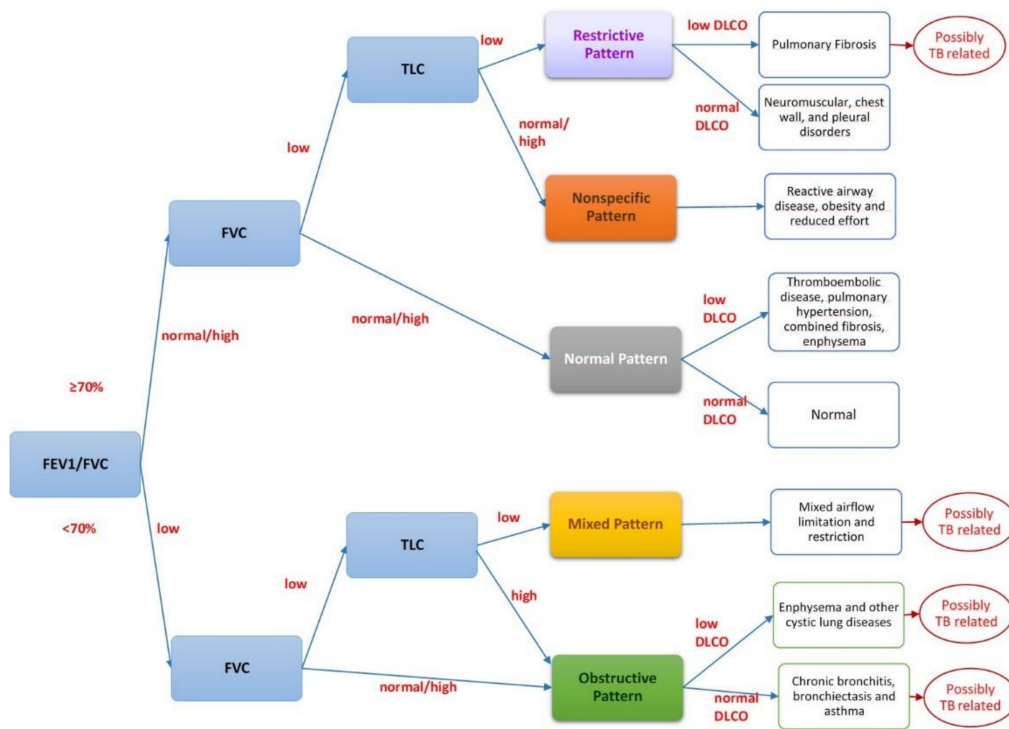 low
Restrictive
Pattern
low DLCO
Pulmonary Fibrosis
Possibly
TB related
TLC
normal
DLCO
Neuromuscular, chest
wall, and pleural
disorders
low
normal/
high
Nonspecific
Pattern
Reactive airway
disease, obesity and
reduced effort
FVC
normal/high
normal/high
Normal Pattern
low
DLCO
Thromboembolic
disease, pulmonary
hypertension,
combined fibrosis,
enphysema
normal
DLCO
Normal
≥70%
FEV1/FVC
<70%
low
low
TLC
low
Mixed Pattern
Mixed airflow
limitation and
restriction
Possibly
TB related
high
FVC
normal/high
Obstructive
Pattern
low
DLCO
Enphysema and other
cystic lung diseases
Possibly
TB related
normal
DLCO
Chronic bronchitis,
bronchiectasis and
asthma
Possibly
TB related